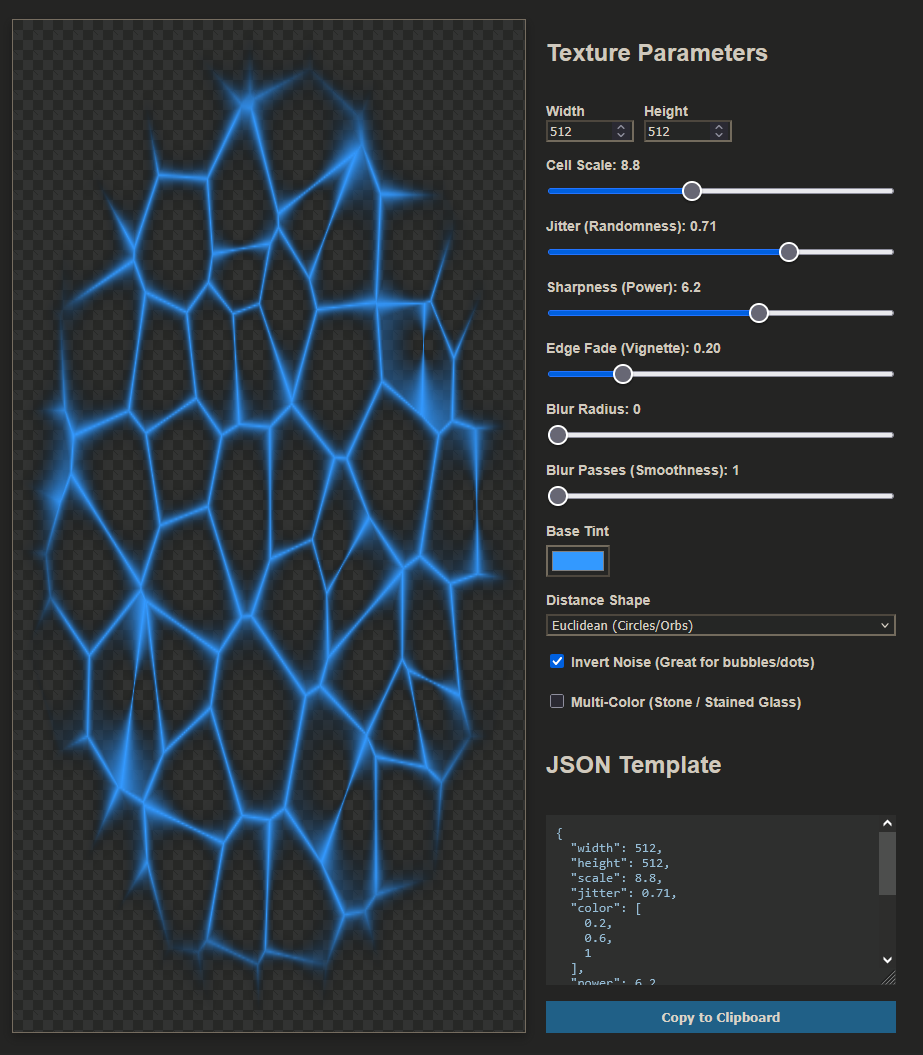 Texture Parameters
Width Height
512 512
Cell Scale: 8.8
Jitter (Randomness): 0.71
Sharpness (Power): 6.2
Edge Fade (Vignette): 0.20
Blur Radius: 0
Blur Passes (Smoothness): 1
Base Tint
Distance Shape
Euclidean (Circles/Orbs)
Invert Noise (Great for bubbles/dots)
Multi-Color (Stone / Stained Glass)
JSON Template
{
"width": 512,
"height": 512,
"scale": 8.8,
"jitter": 0.71,
"color": [
0.2,
0.6,
1
],
"power": 6.2
Copy to Clipboard